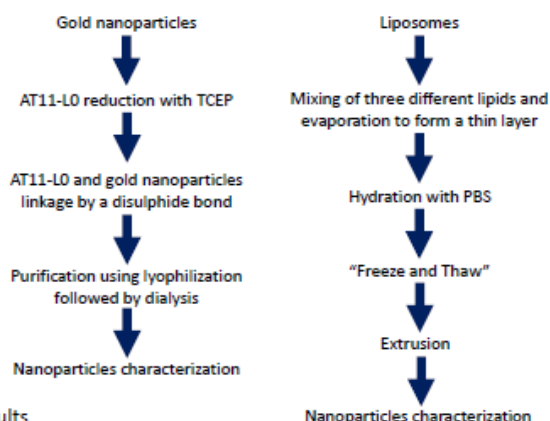 Gold nanoparticles
AT11-L0 reduction with TCEP
AT11-L0 and gold nanoparticles
linkage by a disulphide bond
Purification using lyophilization
followed by dialysis
Nanoparticles characterization
Liposomes
Mixing of three different lipids and
evaporation to form a thin layer
Hydration with PBS
“Freeze and Thaw”
Extrusion
Nanoparticles characterization
ults